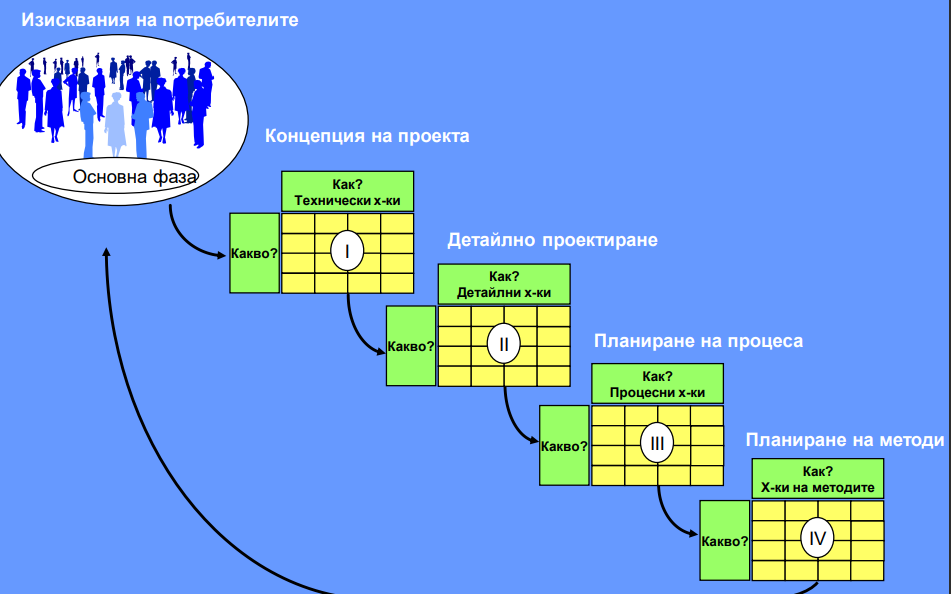 Изисквания на потребителите
Основна фаза
Концепция на проекта
Как?
Технически х-ки
Какво?
I
Детайлно проектиране
Как?
Детайлни х-ки
Какво?
II
Планиране на процеса
Как?
Процесни х-ки
Какво?
III
Планиране на методи
Как?
Х-ки на методите
Какво?
IV